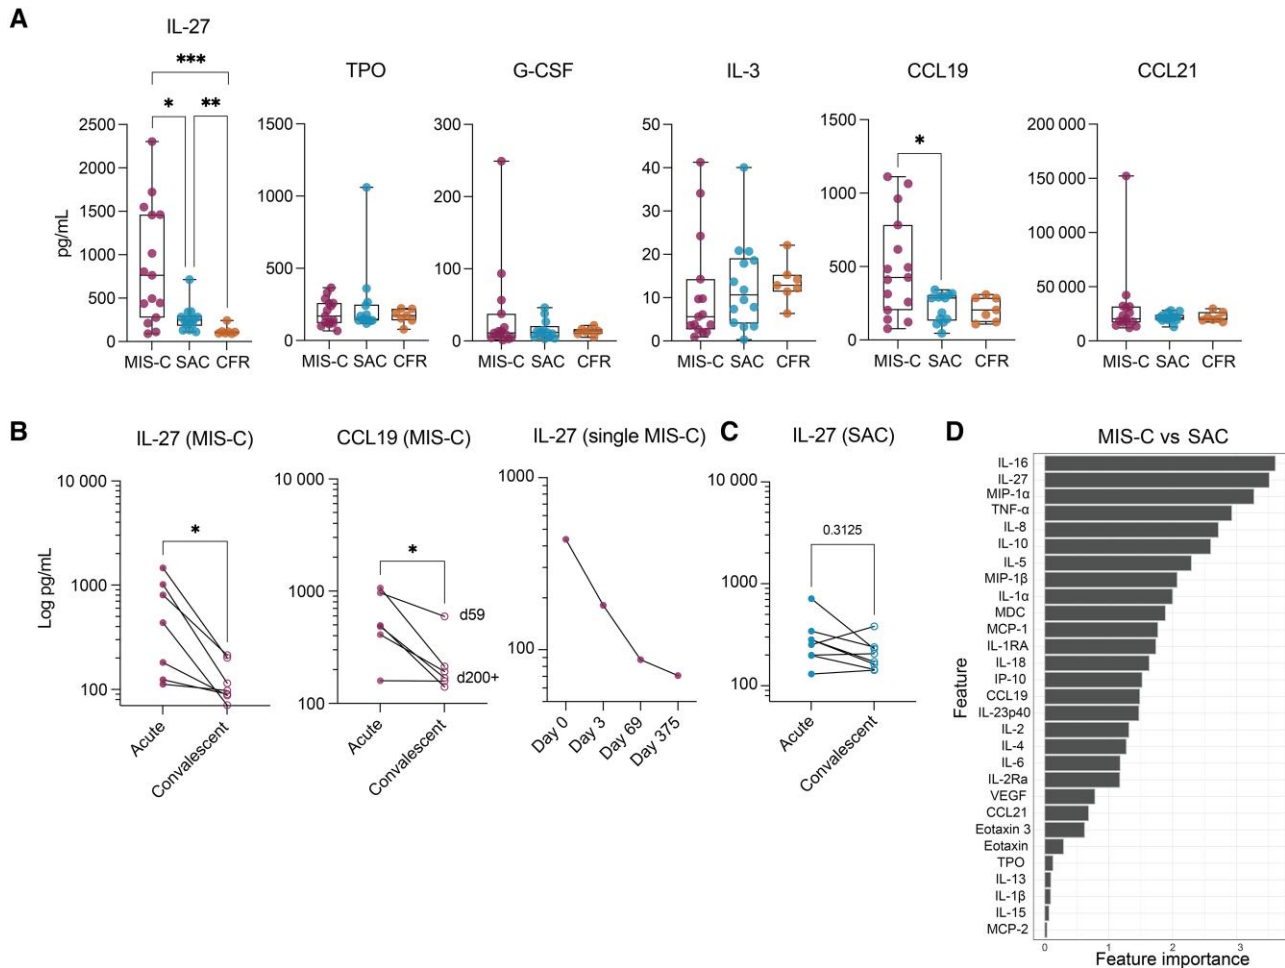 A
IL-27
TPO
G-CSF
IL-3
CCL19
CCL21
***
*
**
*
pg/mL
2500
2000
1500
1000
500
0
MIS-C SAC CFR
1500
1000
500
0
MIS-C SAC CFR
300
200
100
0
MIS-C SAC CFR
50
40
30
20
10
0
MIS-C SAC CFR
1500
1000
500
0
MIS-C SAC CFR
200 000
150 000
100 000
50 000
0
MIS-C SAC CFR
B
IL-27 (MIS-C)
Log pg/mL
10 000
1000
100
*
Acute
Convalescent
CCL19 (MIS-C)
10 000
1000
100
*
d59
d200+
Acute
Convalescent
IL-27 (single MIS-C)
1000
100
Day 0
Day 3
Day 69
Day 375
C
IL-27 (SAC)
10 000
1000
100
0.3125
Acute
Convalescent
D
MIS-C vs SAC
Feature
IL-16
IL-27
MIP-1α
TNF-α
IL-8
IL-10
IL-5
MIP-1β
IL-1α
MDC
MCP-1
IL-1RA
IL-18
IP-10
CCL19
IL-23p40
IL-2
IL-4
IL-6
IL-2Ra
VEGF
CCL21
Eotaxin 3
Eotaxin
TPO
IL-13
IL-1β
IL-15
MCP-2
0 1 2 3
Feature importance